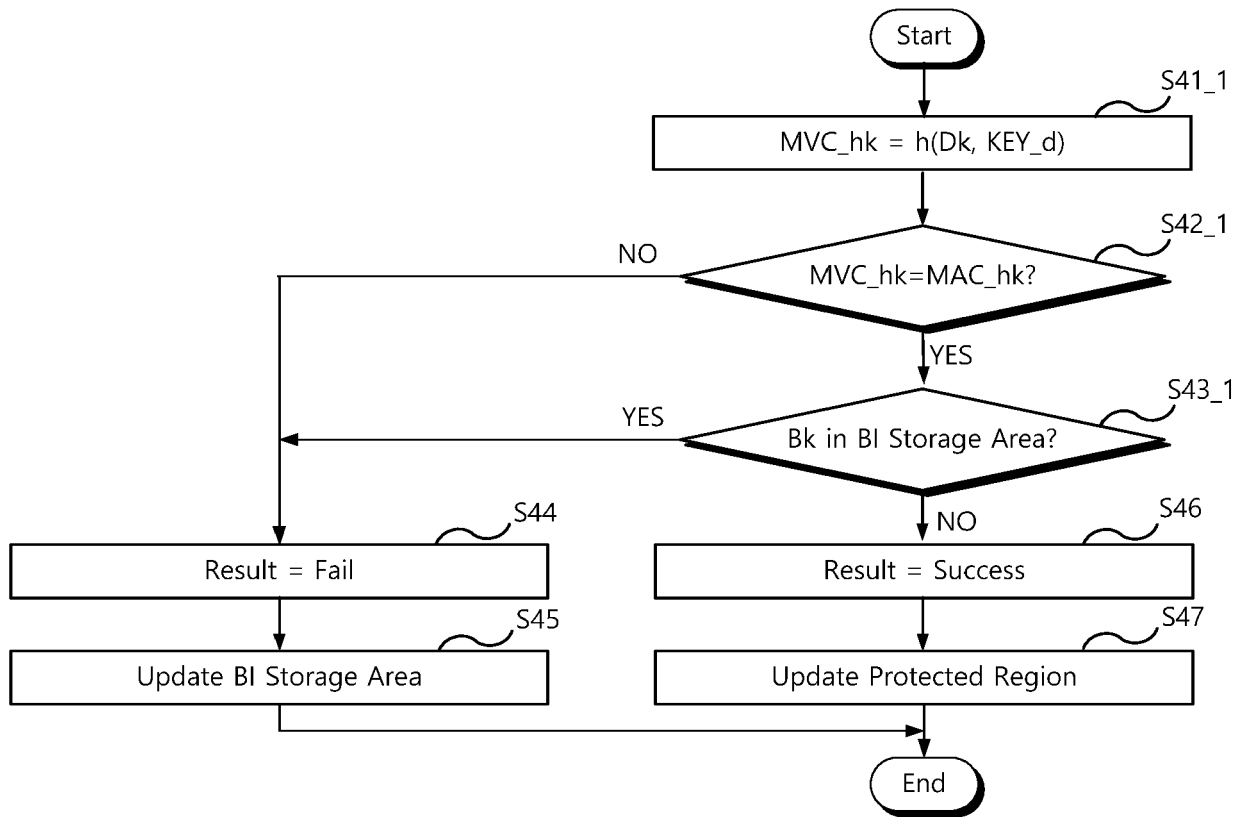 Start
S41_1
MVC_hk = h(Dk, KEY_d)
S42_1
NO
MVC_hk=MAC_hk?
YES
S43_1
YES
Bk in BI Storage Area?
NO
S44
S46
Result = Fail
Result = Success
S45
S47
Update BI Storage Area
Update Protected Region
End